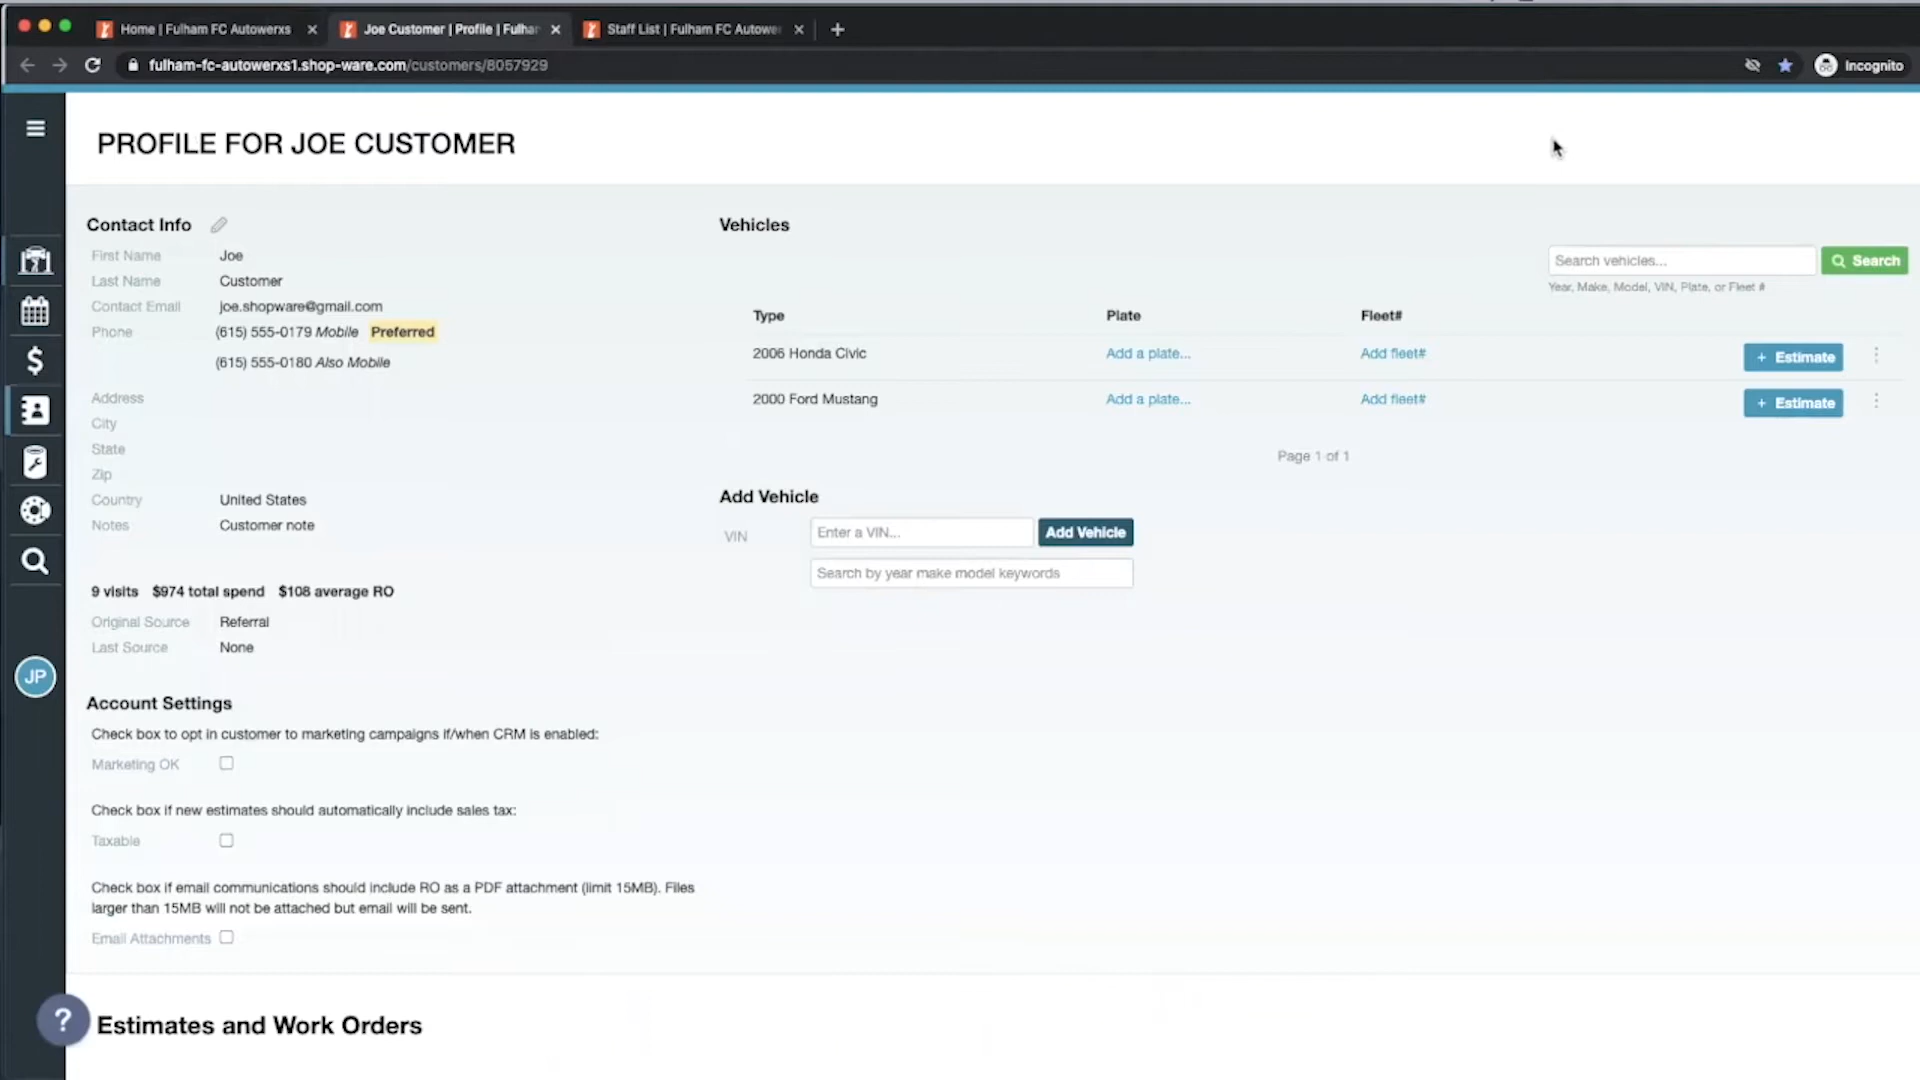 Home | Fulham FC Autowerxs
Joe Customer | Profile | Fulha
Staff List | Fulham FC Autower
fulham-fc-autowerxs1.shop-ware.com/customers/8057929
Incognito
PROFILE FOR JOE CUSTOMER
Contact Info
First Name Joe
Last Name Customer
Contact Email joe.shopware@gmail.com
Phone (615) 555-0179 Mobile Preferred
(615) 555-0180 Also Mobile
Address
City
State
Zip
Country United States
Notes Customer note
9 visits $974 total spend $108 average RO
Original Source Referral
Last Source None
Account Settings
Check box to opt in customer to marketing campaigns if/when CRM is enabled:
Marketing OK
Check box if new estimates should automatically include sales tax:
Taxable
Check box if email communications should include RO as a PDF attachment (limit 15MB). Files
larger than 15MB will not be attached but email will be sent.
Email Attachments
Vehicles
Search vehicles...
Search
Year, Make, Model, VIN, Plate, or Fleet #
Type Plate Fleet#
2006 Honda Civic Add a plate... Add fleet# + Estimate
2000 Ford Mustang Add a plate... Add fleet# + Estimate
Page 1 of 1
Add Vehicle
VIN Enter a VIN... Add Vehicle
Search by year make model keywords
JP
?
Estimates and Work Orders